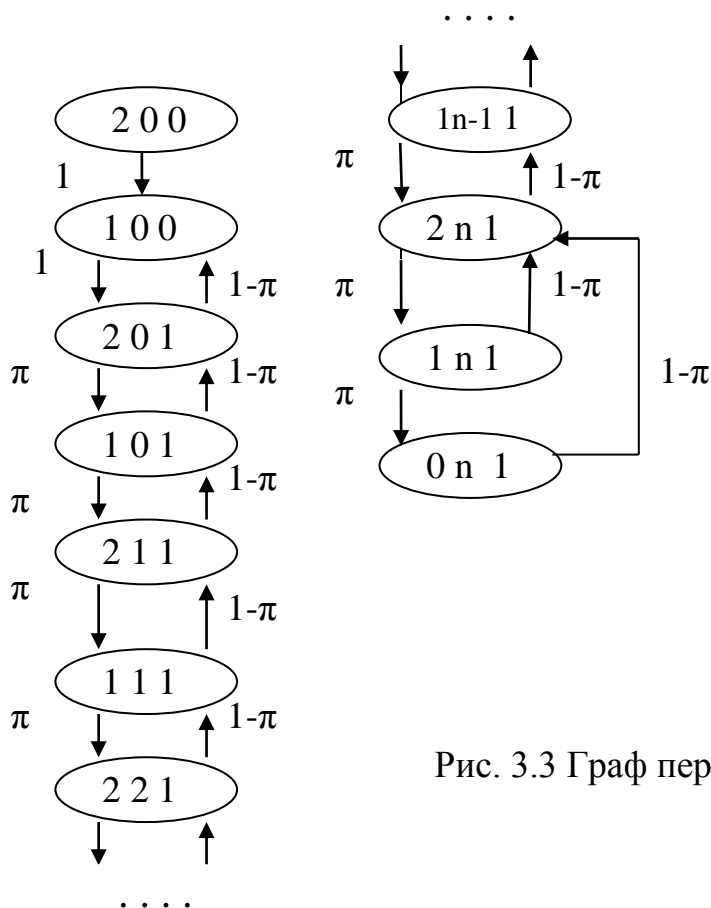 2 0 0
1
1 0 0
1
1-π
2 0 1
π
1-π
1 0 1
π
1-π
2 1 1
π
1-π
1 1 1
π
1-π
2 2 1
. . . .
. . . .
1n-1 1
π
1-π
2 n 1
π
1-π
1 n 1
π
1-π
0 n 1
Рис. 3.3 Граф пер